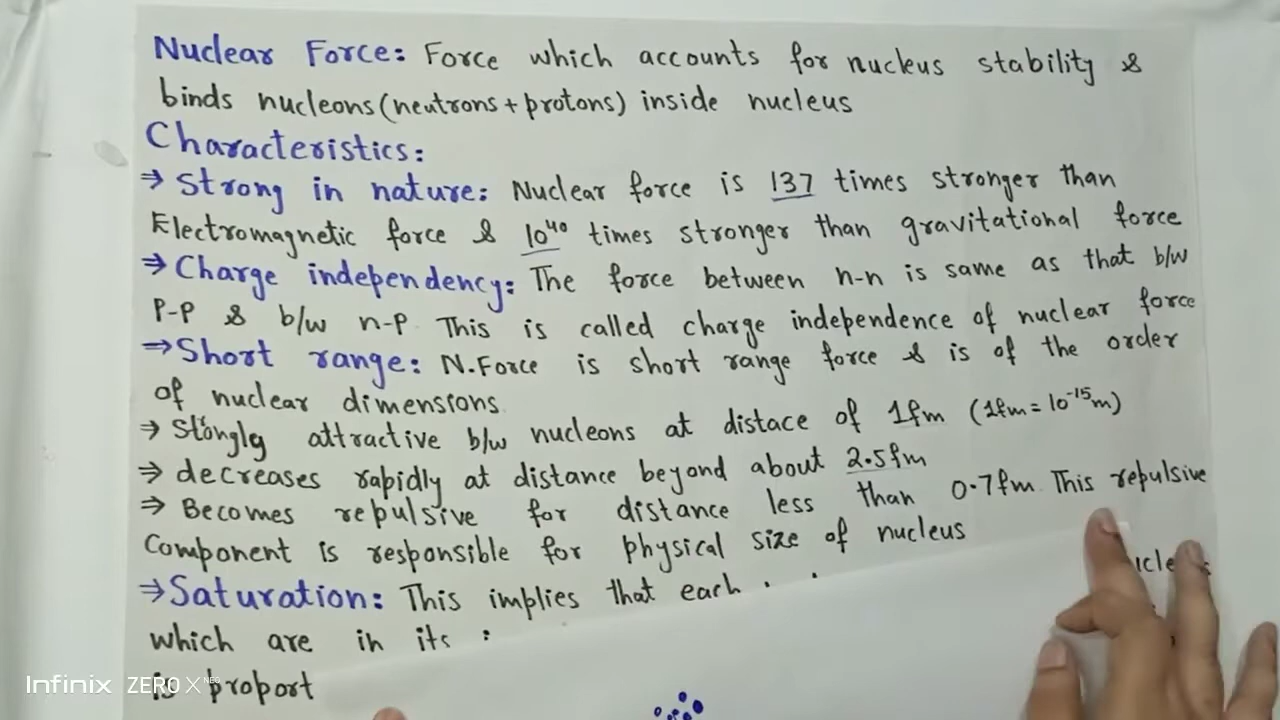 Nuclear Force: Force which accounts for nucleus stability &
binds nucleons (neutrons + protons) inside nucleus
Characteristics:
⇒ Strong in nature: Nuclear force is 137 times stronger than
Electromagnetic force & 10⁴⁰ times stronger than gravitational force
⇒ Charge independency: The force between n-n is same as that b/w
P-P & b/w n-p This is called charge independence of nuclear force
⇒ Short range: N.Force is short range force & is of the order
of nuclear dimensions
⇒ Stongly attractive b/w nucleons at distace of 1fm (1fm = 10⁻¹⁵m)
⇒ decreases rapidly at distance beyond about 2.5fm
⇒ Becomes repulsive for distance less than 0.7fm. This repulsive
Component is responsible for physical size of nucleus
⇒ Saturation: This implies that each
which are in its
is proport
Infinix ZERO X NEO